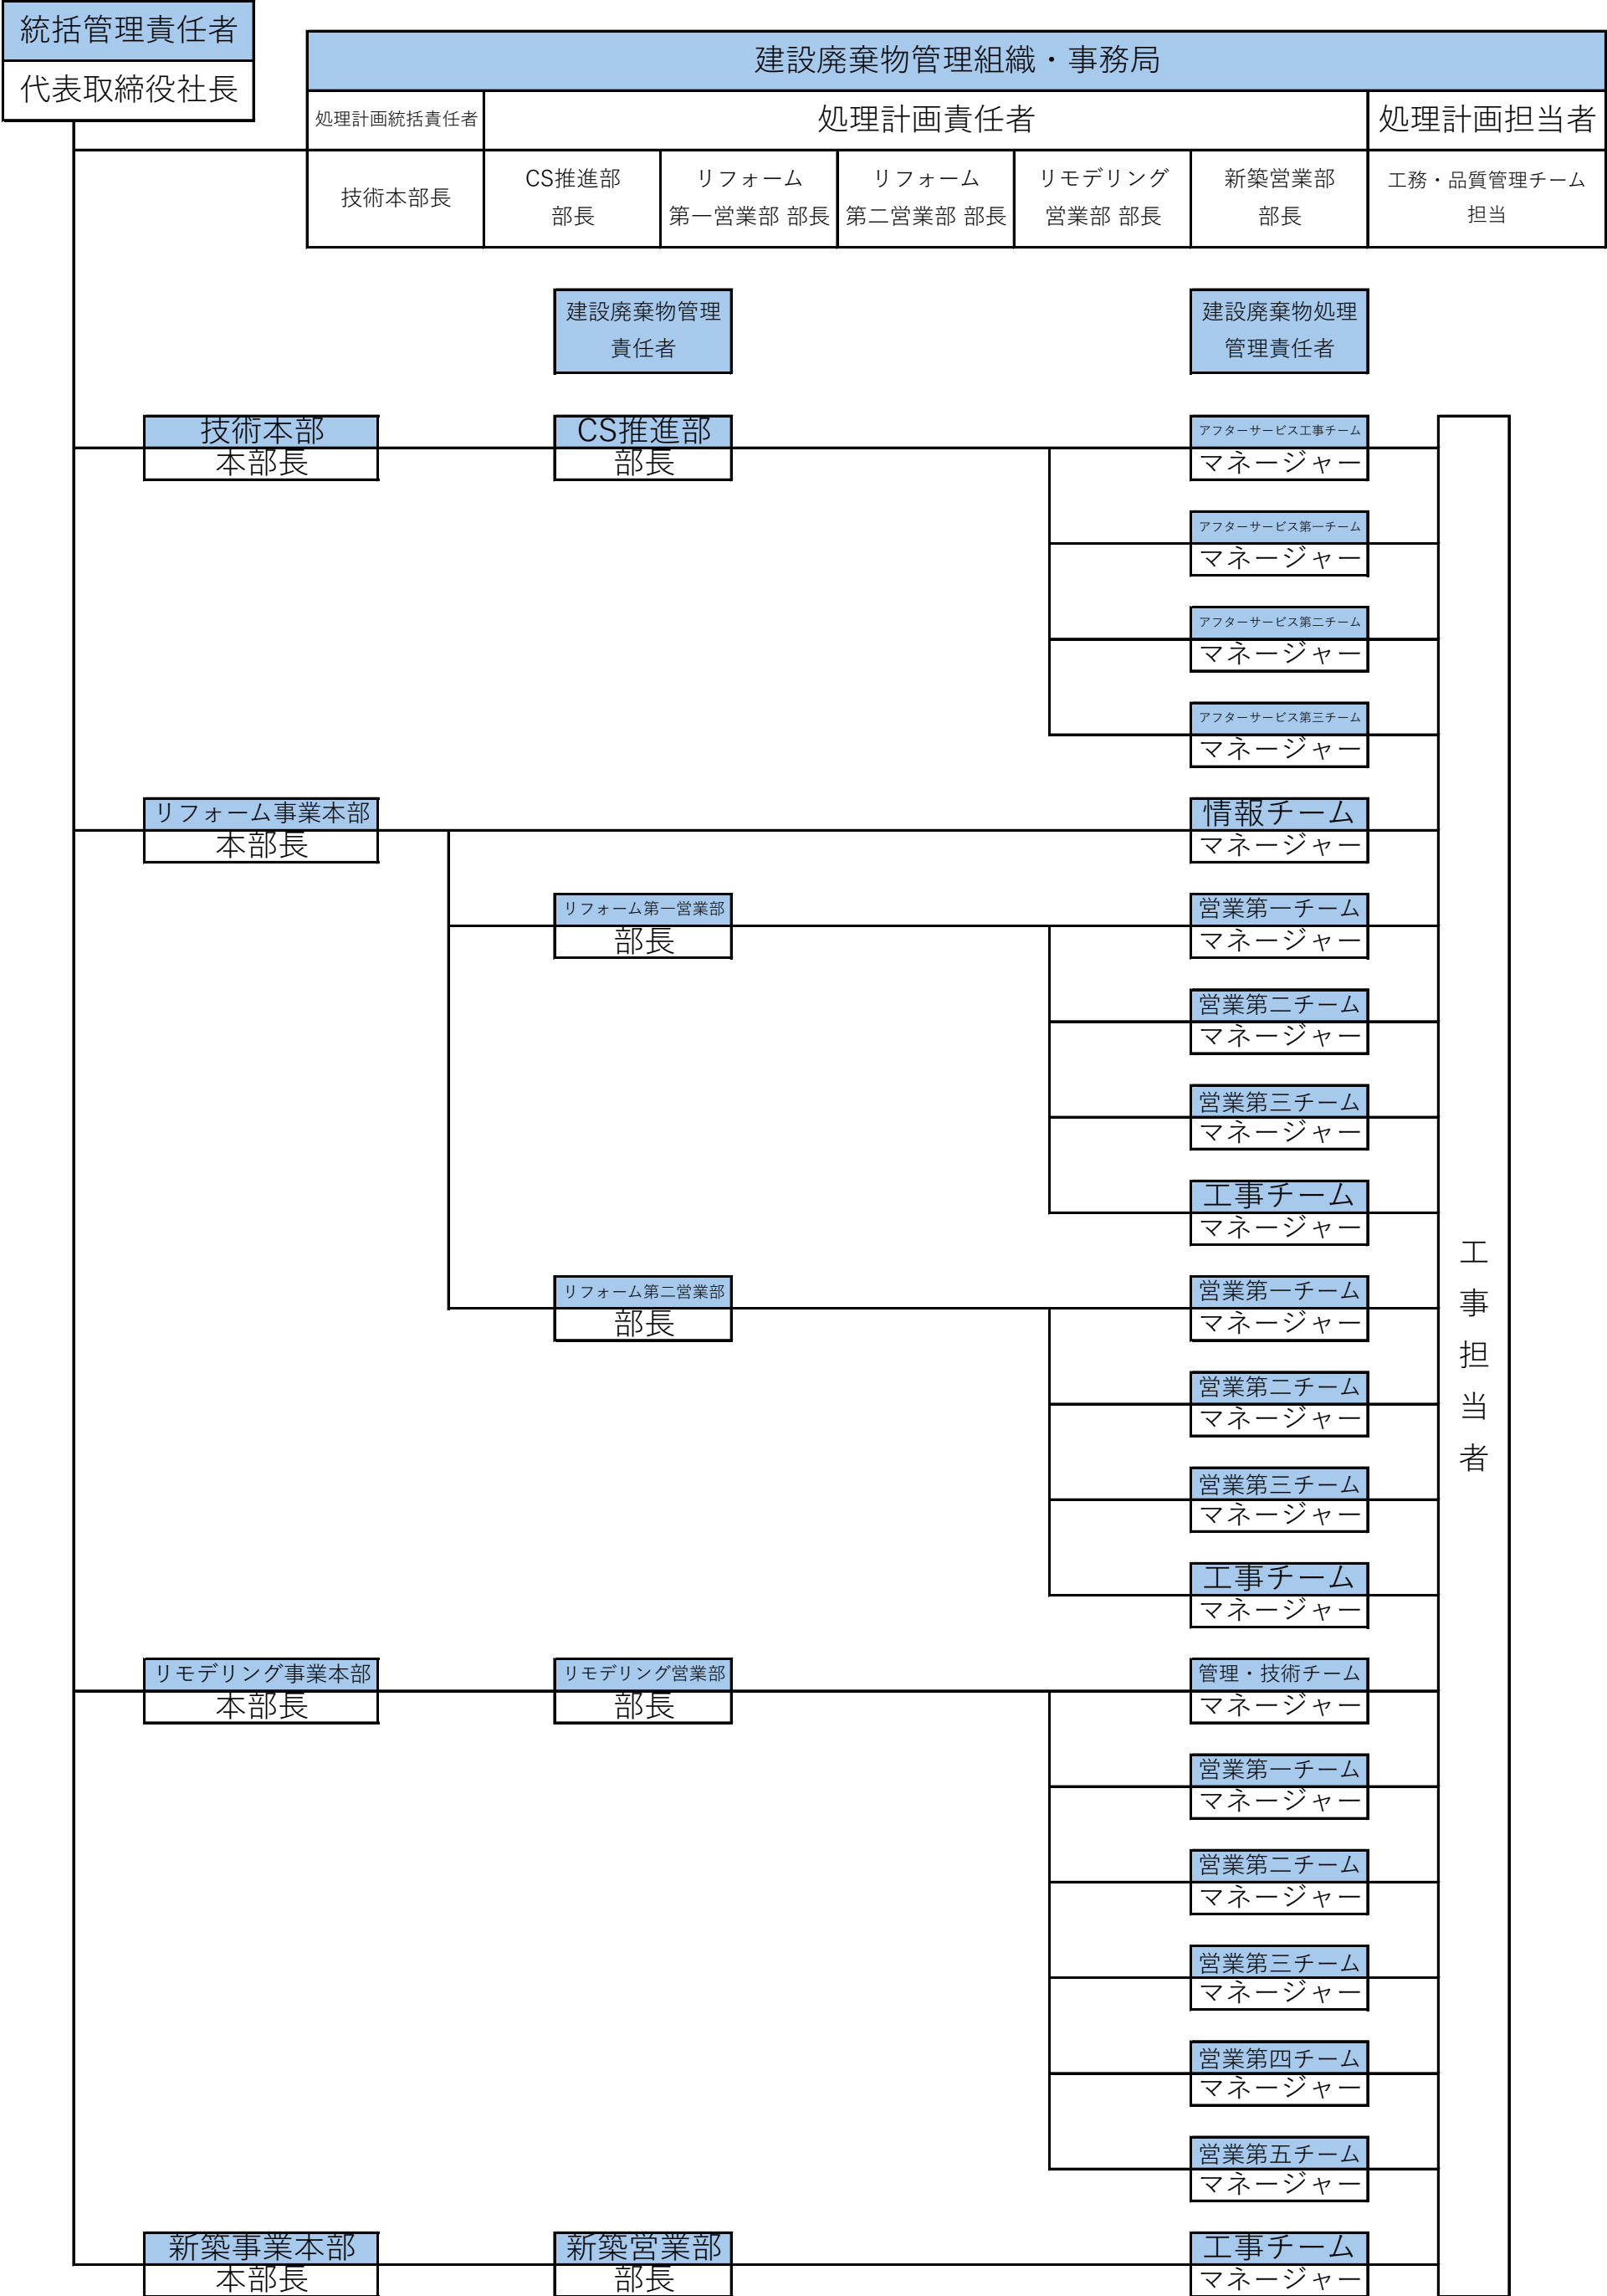 統括管理責任者
代表取締役社長
建設廃棄物管理組織・事務局
処理計画統括責任者
処理計画責任者
処理計画担当者
技術本部長
CS推進部
部長
リフォーム
第一営業部 部長
リフォーム
第二営業部 部長
リモデリング
営業部 部長
新築営業部
部長
工務・品質管理チーム
担当
建設廃棄物管理
責任者
建設廃棄物処理
管理責任者
技術本部
本部長
CS推進部
部長
アフターサービス工事チーム
マネージャー
アフターサービス第一チーム
マネージャー
アフターサービス第二チーム
マネージャー
アフターサービス第三チーム
マネージャー
リフォーム事業本部
本部長
情報チーム
マネージャー
リフォーム第一営業部
部長
営業第一チーム
マネージャー
営業第二チーム
マネージャー
営業第三チーム
マネージャー
工事チーム
マネージャー
リフォーム第二営業部
部長
営業第一チーム
マネージャー
営業第二チーム
マネージャー
営業第三チーム
マネージャー
工事チーム
マネージャー
リモデリング事業本部
本部長
リモデリング営業部
部長
管理・技術チーム
マネージャー
営業第一チーム
マネージャー
営業第二チーム
マネージャー
営業第三チーム
マネージャー
営業第四チーム
マネージャー
営業第五チーム
マネージャー
新築事業本部
本部長
新築営業部
部長
工事チーム
マネージャー
工事担当者